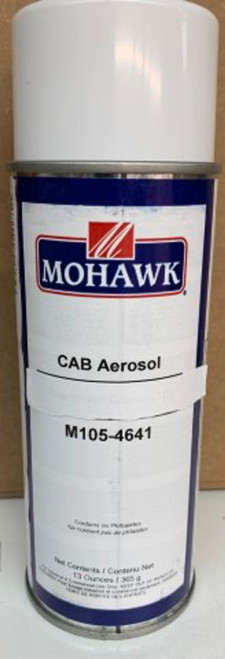 MOHAWK
CAB Aerosol
M105-4641
Contains no Phthalates
Ne contient pas de phtalates
Net Contents / Contenu Net
13 Ounces / 365 g